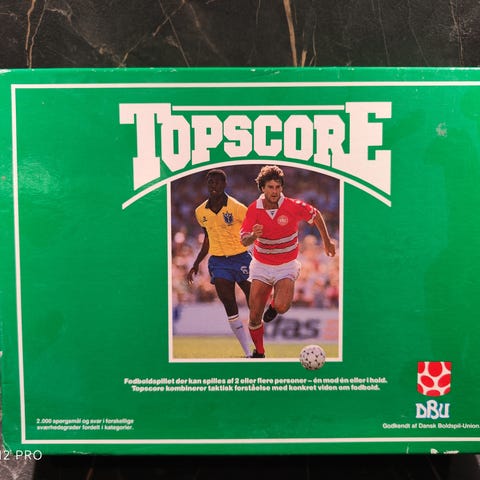 TOPSCORE
Fodboldspillet der kan spilles af 2 eller flere personer – én mod én eller i hold.
Topscore kombinerer taktisk forståelse med konkret viden om fodbold.
2.000 spørgsmål og svar i forskellige
sværhedsgrader fordelt i kategorier.
DBU
Godkendt af Dansk Boldspil-Union.
12 PRO